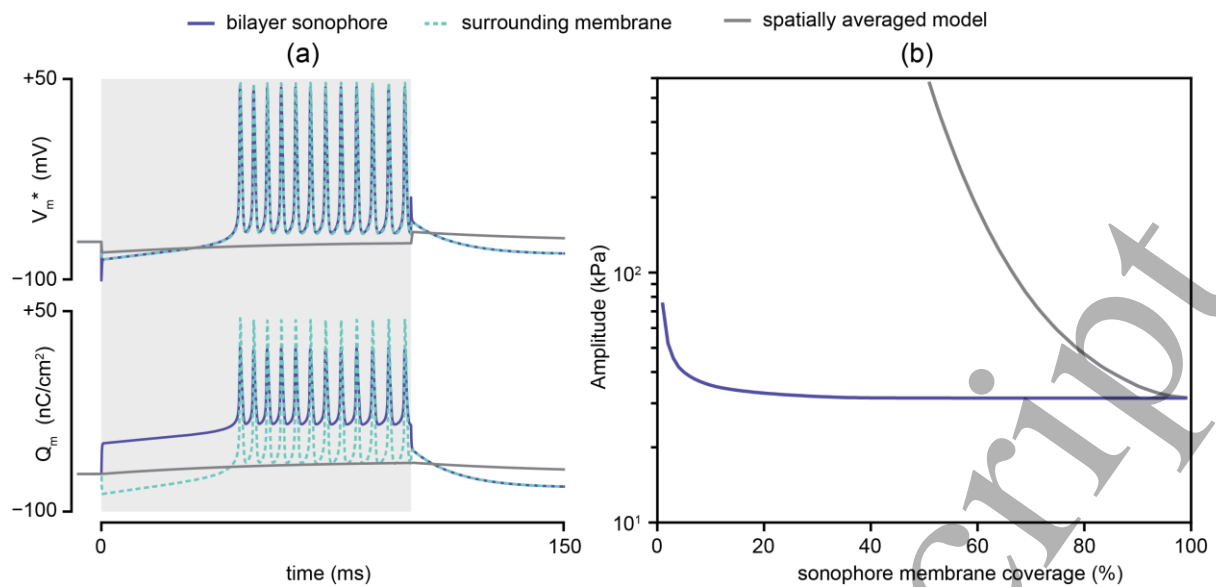 bilayer sonophore surrounding membrane spatially averaged model
(a) (b)
+50
V_m* (mV)
−100
+50
Q_m (nC/cm²)
−100
0 150
time (ms)
Amplitude (kPa)
10²
10¹
0 20 40 60 80 100
sonophore membrane coverage (%)
cript